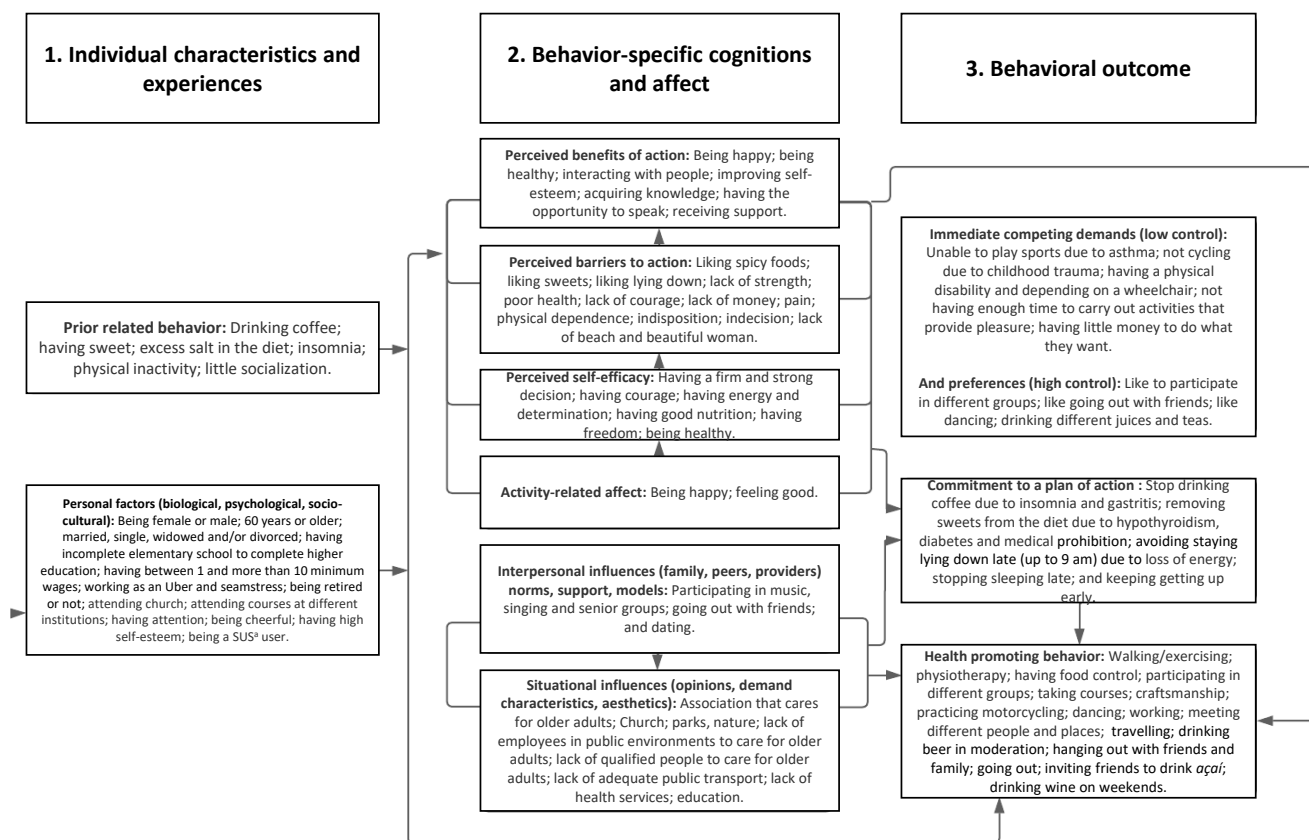 1. Individual characteristics and
experiences
2. Behavior-specific cognitions
and affect
3. Behavioral outcome
Prior related behavior: Drinking coffee;
having sweet; excess salt in the diet; insomnia;
physical inactivity; little socialization.
Personal factors (biological, psychological, socio-
cultural): Being female or male; 60 years or older;
married, single, widowed and/or divorced; having
incomplete elementary school to complete higher
education; having between 1 and more than 10 minimum
wages; working as an Uber and seamstress; being retired
or not; attending church; attending courses at different
institutions; having attention; being cheerful; having high
self-esteem; being a SUSª user.
Perceived benefits of action: Being happy; being
healthy; interacting with people; improving self-
esteem; acquiring knowledge; having the
opportunity to speak; receiving support.
Perceived barriers to action: Liking spicy foods;
liking sweets; liking lying down; lack of strength;
poor health; lack of courage; lack of money; pain;
physical dependence; indisposition; indecision; lack
of beach and beautiful woman.
Perceived self-efficacy: Having a firm and strong
decision; having courage; having energy and
determination; having good nutrition; having
freedom; being healthy.
Activity-related affect: Being happy; feeling good.
Interpersonal influences (family, peers, providers)
norms, support, models: Participating in music,
singing and senior groups; going out with friends;
and dating.
Situational influences (opinions, demand
characteristics, aesthetics): Association that cares
for older adults; Church; parks, nature; lack of
employees in public environments to care for older
adults; lack of qualified people to care for older
adults; lack of adequate public transport; lack of
health services; education.
Immediate competing demands (low control):
Unable to play sports due to asthma; not cycling
due to childhood trauma; having a physical
disability and depending on a wheelchair; not
having enough time to carry out activities that
provide pleasure; having little money to do what
they want.
And preferences (high control): Like to participate
in different groups; like going out with friends; like
dancing; drinking different juices and teas.
Commitment to a plan of action : Stop drinking
coffee due to insomnia and gastritis; removing
sweets from the diet due to hypothyroidism,
diabetes and medical prohibition; avoiding staying
lying down late (up to 9 am) due to loss of energy;
stopping sleeping late; and keeping getting up
early.
Health promoting behavior: Walking/exercising;
physiotherapy; having food control; participating in
different groups; taking courses; craftsmanship;
practicing motorcycling; dancing; working; meeting
different people and places; travelling; drinking
beer in moderation; hanging out with friends and
family; going out; inviting friends to drink açaí;
drinking wine on weekends.